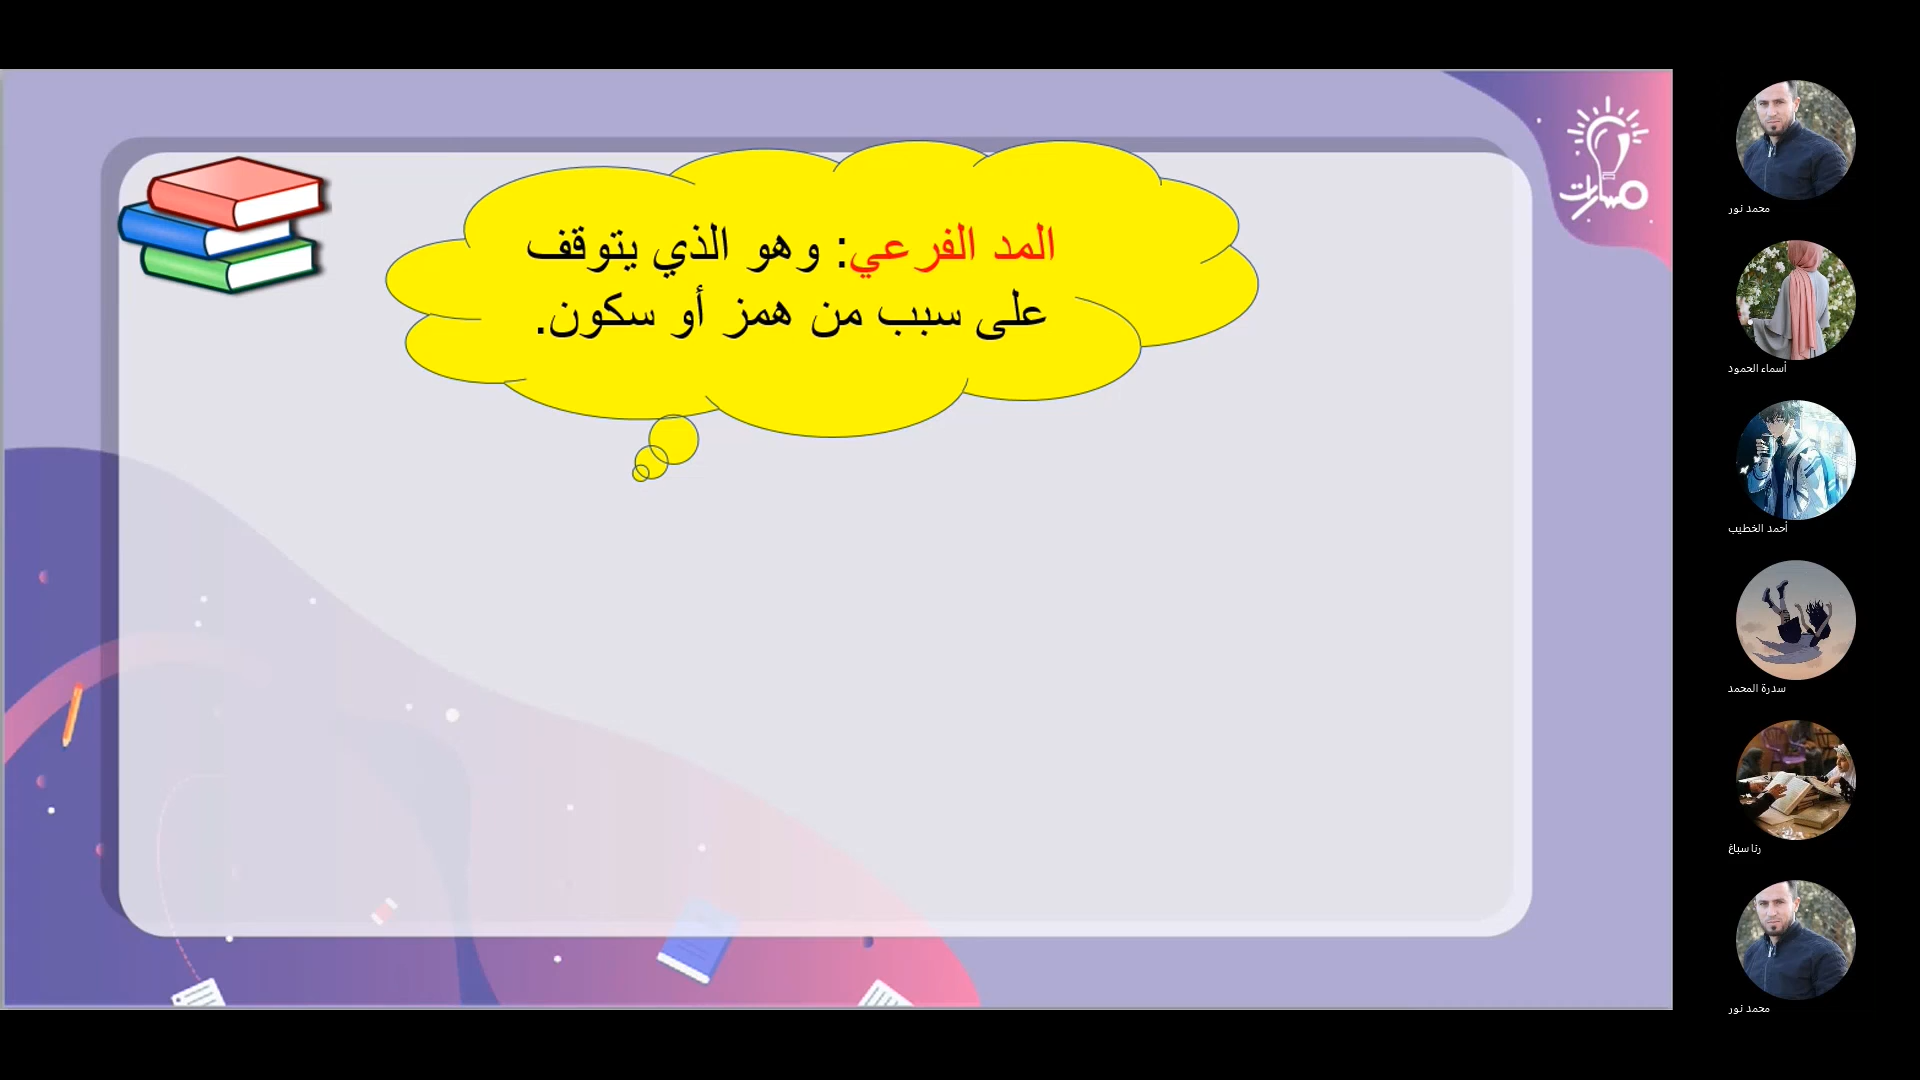 المد الفرعي: وهو الذي يتوقف
على سبب من همز أو سكون.
مسارات
محمد نور
أسماء الحمود
أحمد الخطيب
سدرة المحمد
رنا سياغ
محمد نور